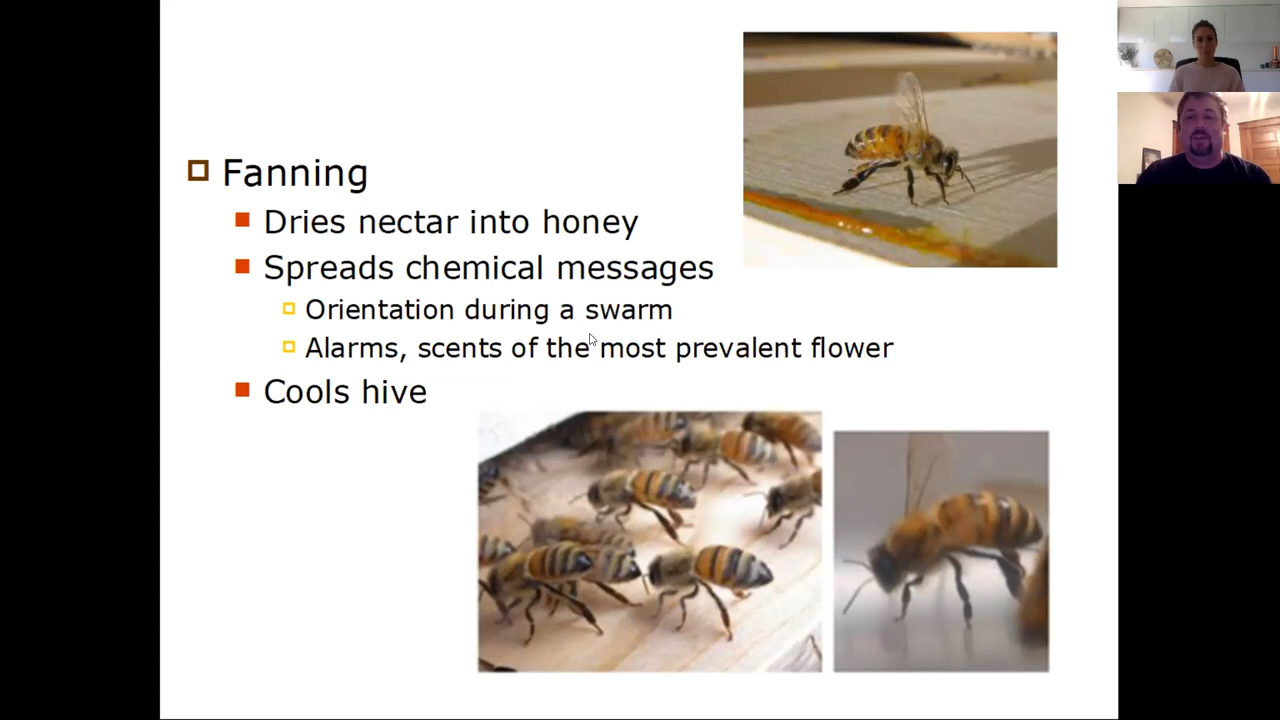 Fanning
Dries nectar into honey
Spreads chemical messages
Orientation during a swarm
Alarms, scents of the most prevalent flower
Cools hive